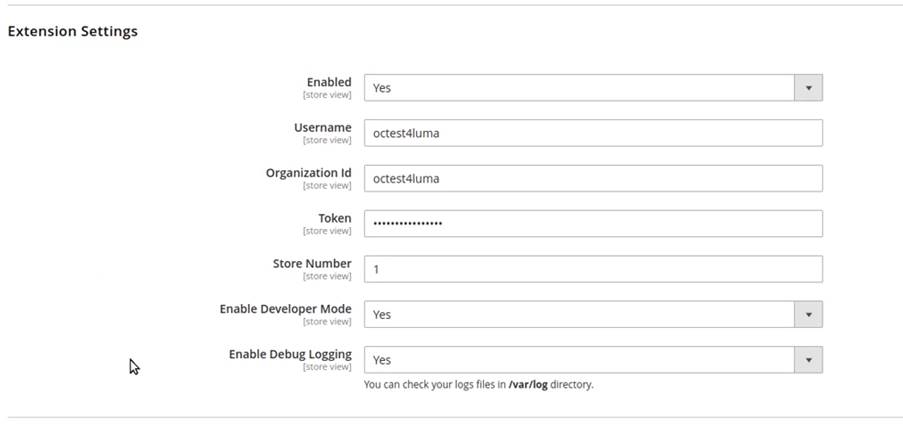 Extension Settings
Enabled
[store view]
Yes
Username
[store view]
octest4luma
Organization Id
[store view]
octest4luma
Token
[store view]
••••••••••••••••
Store Number
[store view]
1
Enable Developer Mode
[store view]
Yes
Enable Debug Logging
[store view]
Yes
You can check your logs files in /var/log directory.